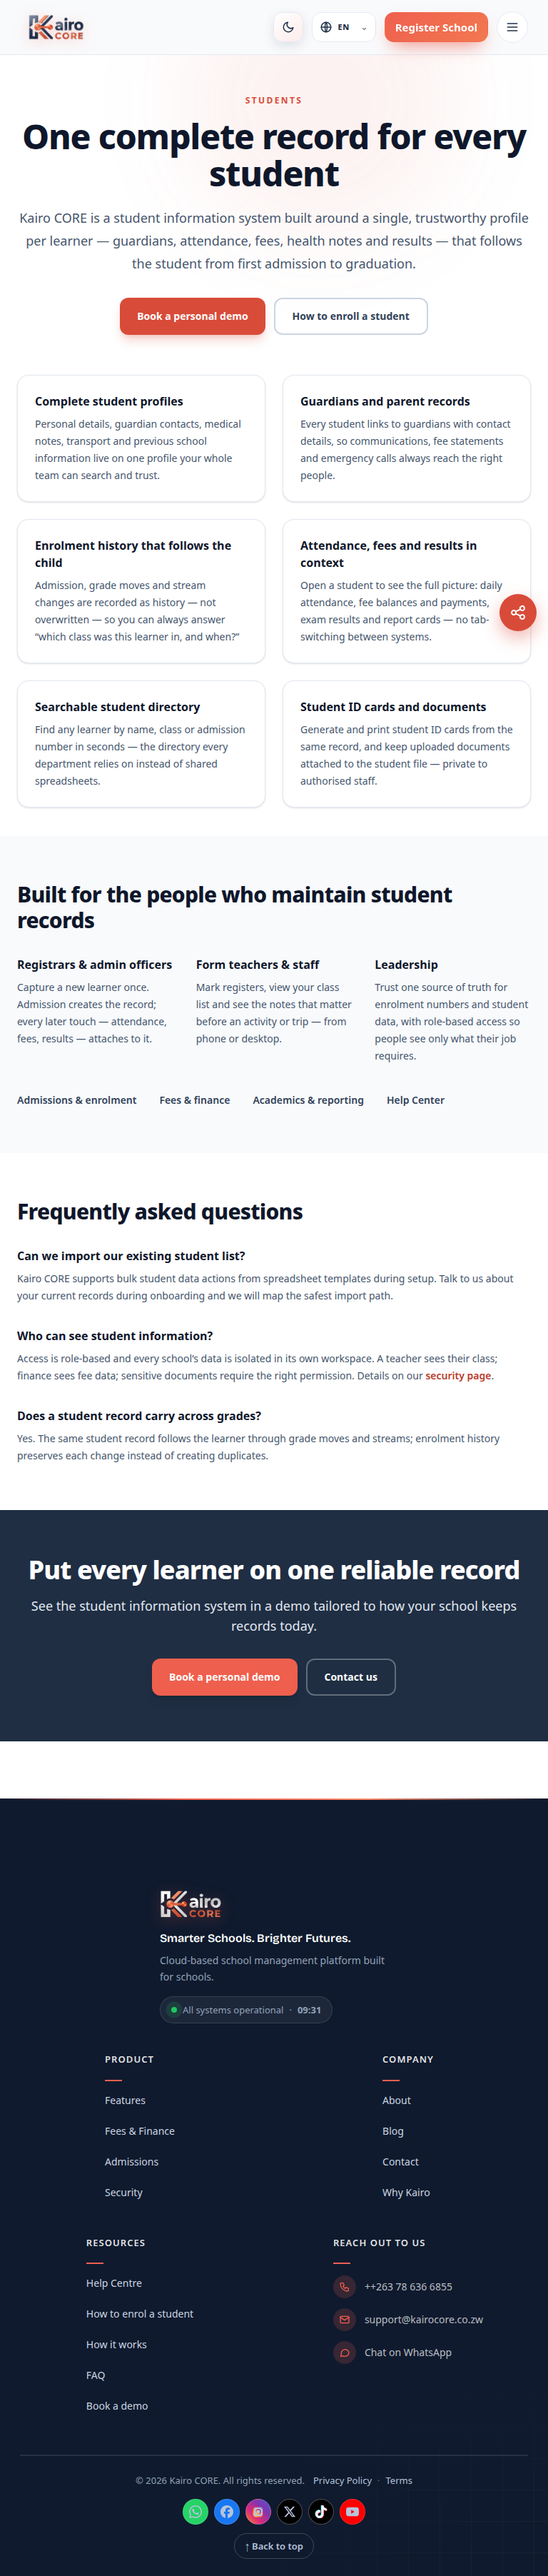 Kairo
CORE
EN
Register School
STUDENTS
One complete record for every
student
Kairo CORE is a student information system built around a single, trustworthy profile
per learner — guardians, attendance, fees, health notes and results — that follows
the student from first admission to graduation.
Book a personal demo
How to enroll a student
Complete student profiles
Personal details, guardian contacts, medical
notes, transport and previous school
information live on one profile your whole
team can search and trust.
Guardians and parent records
Every student links to guardians with contact
details, so communications, fee statements
and emergency calls always reach the right
people.
Enrolment history that follows the
child
Admission, grade moves and stream
changes are recorded as history — not
overwritten — so you can always answer
“which class was this learner in, and when?”
Attendance, fees and results in
context
Open a student to see the full picture: daily
attendance, fee balances and payments,
exam results and report cards — no tab-
switching between systems.
Searchable student directory
Find any learner by name, class or admission
number in seconds — the directory every
department relies on instead of shared
spreadsheets.
Student ID cards and documents
Generate and print student ID cards from the
same record, and keep uploaded documents
attached to the student file — private to
authorised staff.
Built for the people who maintain student
records
Registrars & admin officers
Capture a new learner once.
Admission creates the record;
every later touch — attendance,
fees, results — attaches to it.
Form teachers & staff
Mark registers, view your class
list and see the notes that matter
before an activity or trip — from
phone or desktop.
Leadership
Trust one source of truth for
enrolment numbers and student
data, with role-based access so
people see only what their job
requires.
Admissions & enrolment
Fees & finance
Academics & reporting
Help Center
Frequently asked questions
Can we import our existing student list?
Kairo CORE supports bulk student data actions from spreadsheet templates during setup. Talk to us about
your current records during onboarding and we will map the safest import path.
Who can see student information?
Access is role-based and every school’s data is isolated in its own workspace. A teacher sees their class;
finance sees fee data; sensitive documents require the right permission. Details on our security page.
Does a student record carry across grades?
Yes. The same student record follows the learner through grade moves and streams; enrolment history
preserves each change instead of creating duplicates.
Put every learner on one reliable record
See the student information system in a demo tailored to how your school keeps
records today.
Book a personal demo
Contact us
Kairo
CORE
Smarter Schools. Brighter Futures.
Cloud-based school management platform built
for schools.
All systems operational · 09:31
PRODUCT
Features
Fees & Finance
Admissions
Security
COMPANY
About
Blog
Contact
Why Kairo
RESOURCES
Help Centre
How to enrol a student
How it works
FAQ
Book a demo
REACH OUT TO US
++263 78 636 6855
support@kairocore.co.zw
Chat on WhatsApp
© 2026 Kairo CORE. All rights reserved. Privacy Policy · Terms
↑ Back to top